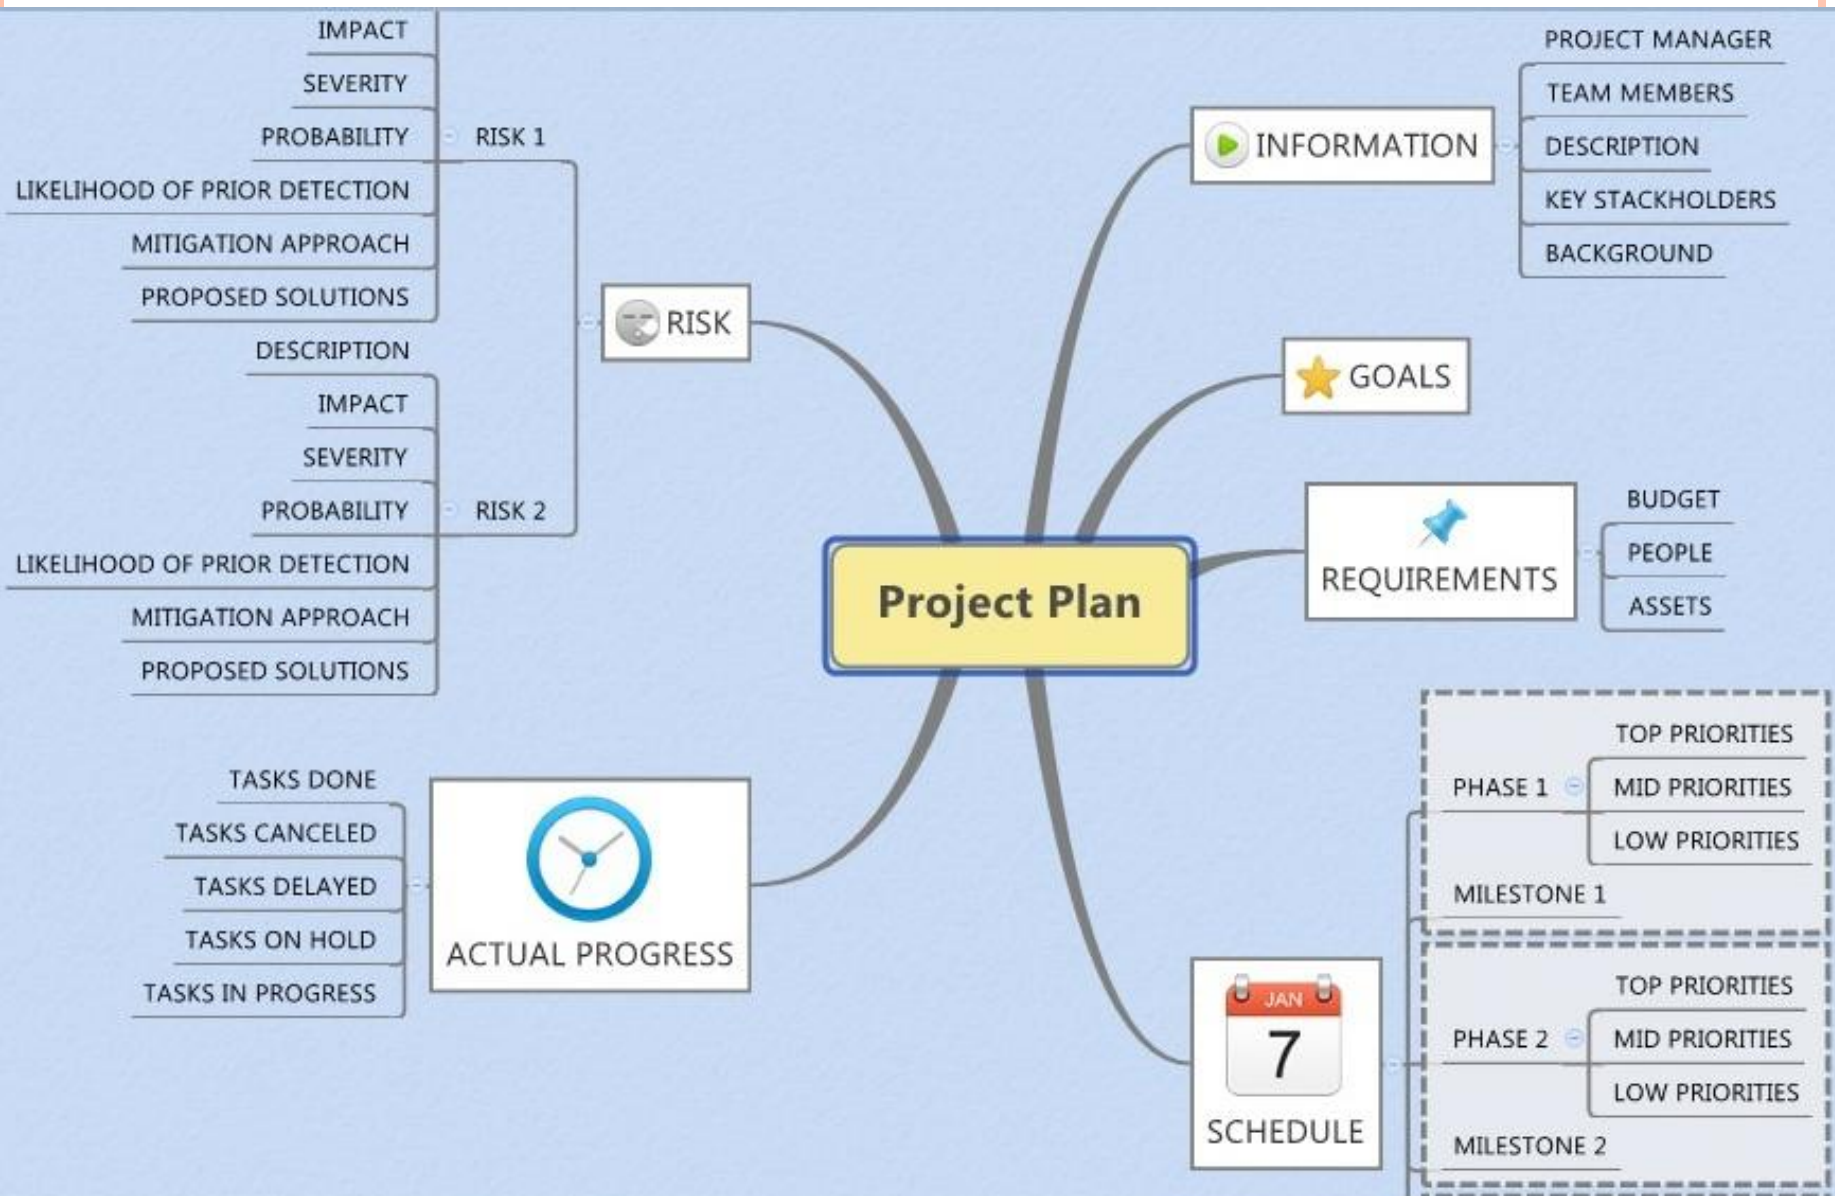 Project Plan
INFORMATION
PROJECT MANAGER
TEAM MEMBERS
DESCRIPTION
KEY STACKHOLDERS
BACKGROUND
GOALS
REQUIREMENTS
BUDGET
PEOPLE
ASSETS
SCHEDULE
JAN
7
PHASE 1
TOP PRIORITIES
MID PRIORITIES
LOW PRIORITIES
MILESTONE 1
PHASE 2
TOP PRIORITIES
MID PRIORITIES
LOW PRIORITIES
MILESTONE 2
RISK
RISK 1
IMPACT
SEVERITY
PROBABILITY
LIKELIHOOD OF PRIOR DETECTION
MITIGATION APPROACH
PROPOSED SOLUTIONS
RISK 2
DESCRIPTION
IMPACT
SEVERITY
PROBABILITY
LIKELIHOOD OF PRIOR DETECTION
MITIGATION APPROACH
PROPOSED SOLUTIONS
ACTUAL PROGRESS
TASKS DONE
TASKS CANCELED
TASKS DELAYED
TASKS ON HOLD
TASKS IN PROGRESS